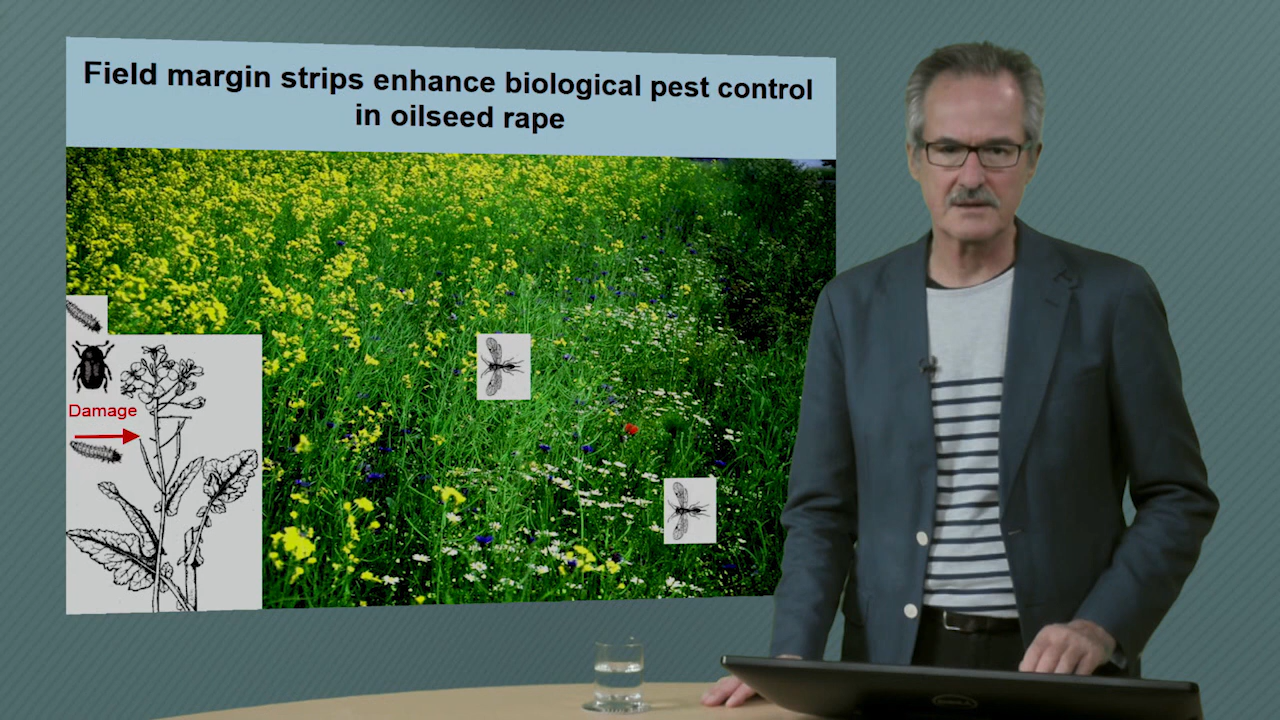 Field margin strips enhance biological pest control
in oilseed rape
Damage